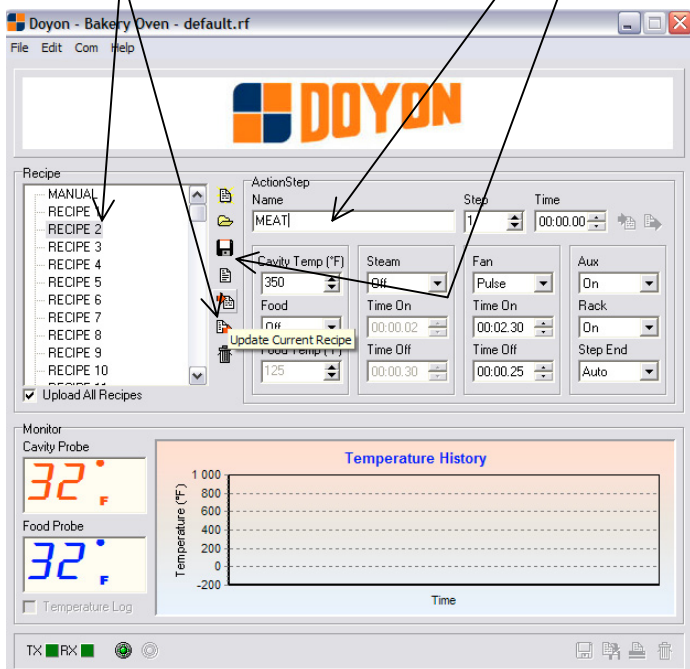 Doyon - Bakery Oven - default.rf
File Edit Com Help
DOYON
Recipe
MANUAL
RECIPE 1
RECIPE 2
RECIPE 3
RECIPE 4
RECIPE 5
RECIPE 6
RECIPE 7
RECIPE 8
RECIPE 9
RECIPE 10
RECIPE 11
Upload All Recipes
ActionStep
Name Step Time
MEAT 1 00:00.00
Cavity Temp (°F) Steam Fan Aux
350 Off Pulse On
Food Time On Time On Rack
Off 00:00.02 00:02.30 On
Update Current Recipe
Food Temp (°F) Time Off Time Off Step End
125 00:00.30 00:00.25 Auto
Monitor
Cavity Probe
32°F
Food Probe
32°F
Temperature Log
Temperature History
Temperature (°F)
1 000
800
600
400
200
0
-200
Time
TX RX